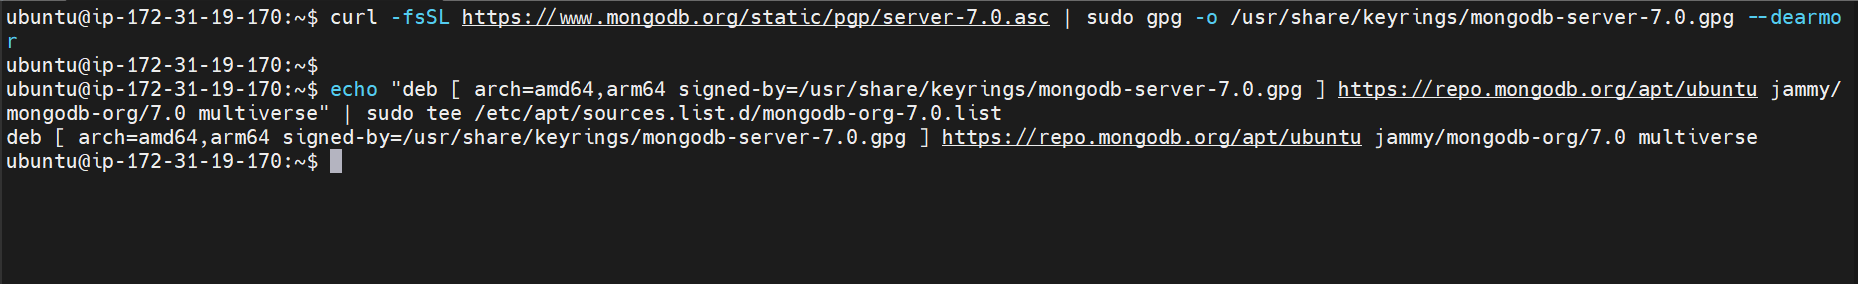 ubuntu@ip-172-31-19-170:~$ curl -fsSL https://www.mongodb.org/static/pgp/server-7.0.asc | sudo gpg -o /usr/share/keyrings/mongodb-server-7.0.gpg --dearmo
r
ubuntu@ip-172-31-19-170:~$
ubuntu@ip-172-31-19-170:~$ echo "deb [ arch=amd64,arm64 signed-by=/usr/share/keyrings/mongodb-server-7.0.gpg ] https://repo.mongodb.org/apt/ubuntu jammy/
mongodb-org/7.0 multiverse" | sudo tee /etc/apt/sources.list.d/mongodb-org-7.0.list
deb [ arch=amd64,arm64 signed-by=/usr/share/keyrings/mongodb-server-7.0.gpg ] https://repo.mongodb.org/apt/ubuntu jammy/mongodb-org/7.0 multiverse
ubuntu@ip-172-31-19-170:~$